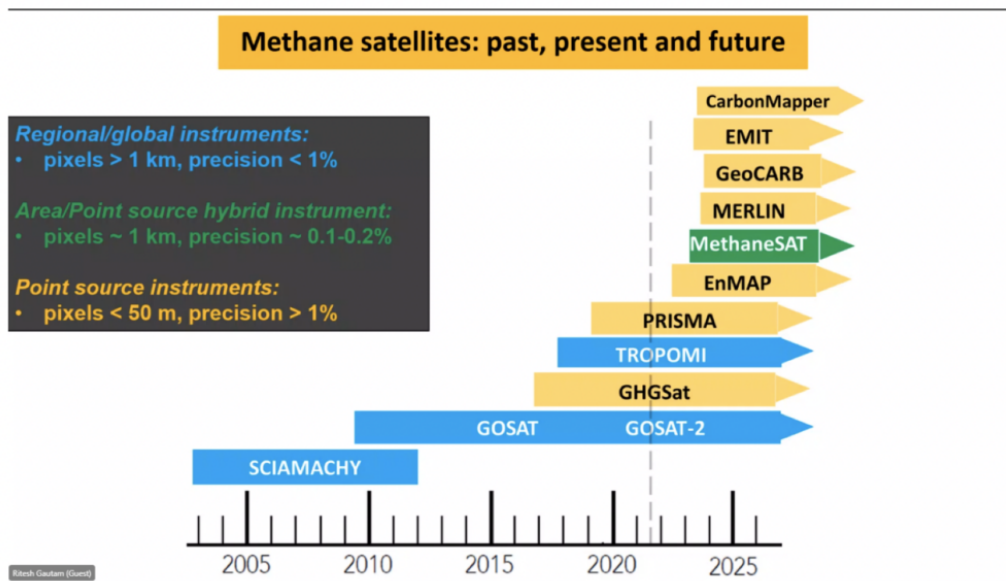 Methane satellites: past, present and future
Regional/global instruments:
• pixels > 1 km, precision < 1%
Area/Point source hybrid instrument:
• pixels ~ 1 km, precision ~ 0.1-0.2%
Point source instruments:
• pixels < 50 m, precision > 1%
CarbonMapper
EMIT
GeoCARB
MERLIN
MethaneSAT
EnMAP
PRISMA
TROPOMI
GHGSat
GOSAT GOSAT-2
SCIAMACHY
2005 2010 2015 2020 2025
Ritesh Gautam (Guest)